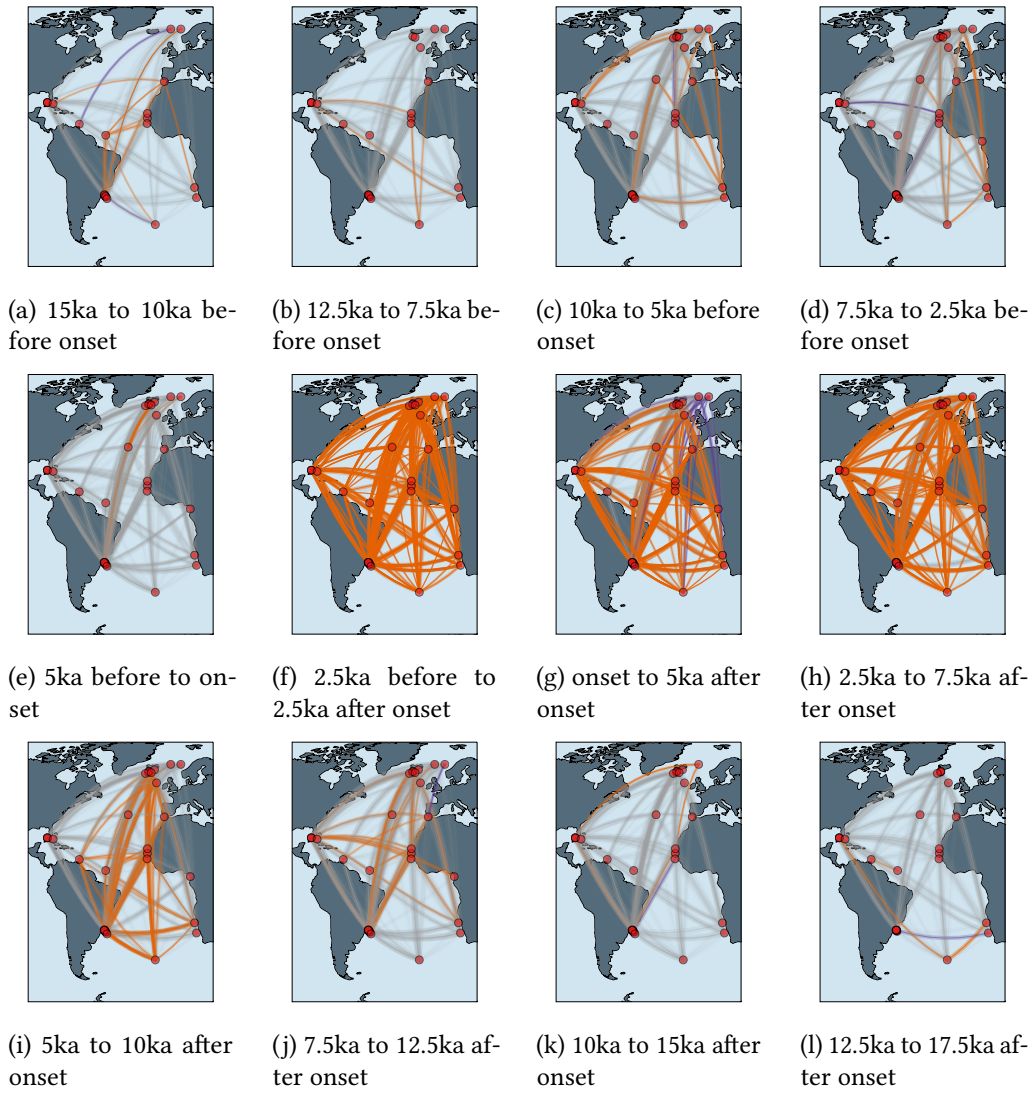 (a) 15ka to 10ka be-
fore onset
(b) 12.5ka to 7.5ka be-
fore onset
(c) 10ka to 5ka before
onset
(d) 7.5ka to 2.5ka be-
fore onset
(e) 5ka before to on-
set
(f) 2.5ka before to
2.5ka after onset
(g) onset to 5ka after
onset
(h) 2.5ka to 7.5ka af-
ter onset
(i) 5ka to 10ka after
onset
(j) 7.5ka to 12.5ka af-
ter onset
(k) 10ka to 15ka after
onset
(l) 12.5ka to 17.5ka af-
ter onset